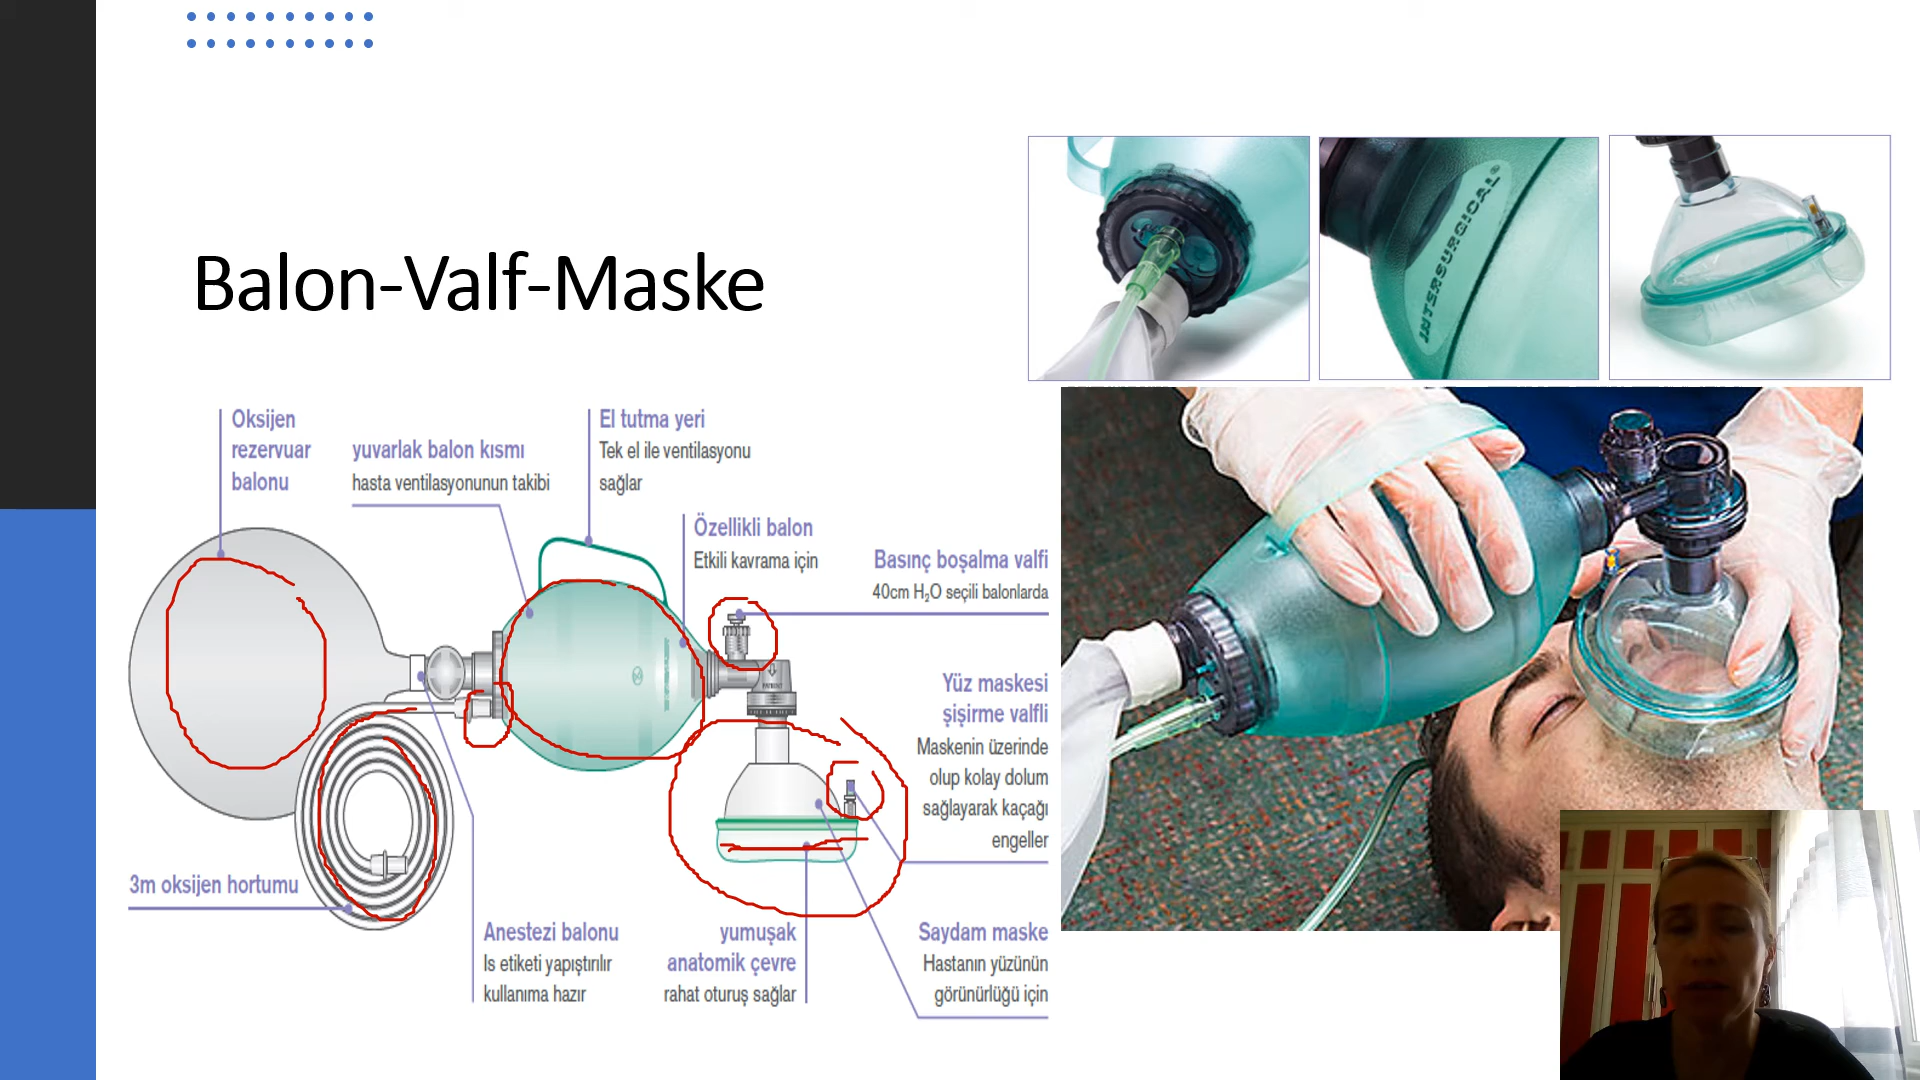 Balon-Valf-Maske
INTERSURGICAL®
Oksijen
rezervuar
balonu
yuvarlak balon kısmı
hasta ventilasyonunun takibi
El tutma yeri
Tek el ile ventilasyonu
sağlar
Özellikli balon
Etkili kavrama için
Basınç boşalma valfi
40cm H₂O seçili balonlarda
PATIENT
Yüz maskesi
şişirme valfli
Maskenin üzerinde
olup kolay dolum
sağlayarak kaçağı
engeller
3m oksijen hortumu
Anestezi balonu
Is etiketi yapıştırılır
kullanıma hazır
yumuşak
anatomik çevre
rahat oturuş sağlar
Saydam maske
Hastanın yüzünün
görünürlüğü için